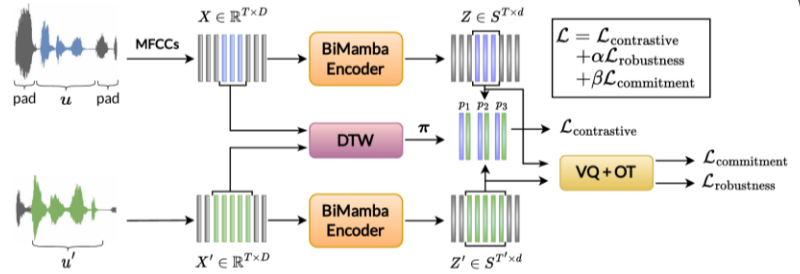 X ∈ ℝ^{T×D}
Z ∈ S^{T×d}
MFCCs
BiMamba
Encoder
ℒ = ℒ_contrastive
+αℒ_robustness
+βℒ_commitment
pad
u
pad
p₁ p₂ p₃
DTW
π
ℒ_contrastive
VQ + OT
ℒ_commitment
ℒ_robustness
BiMamba
Encoder
u′
X′ ∈ ℝ^{T×D}
Z′ ∈ S^{T′×d}